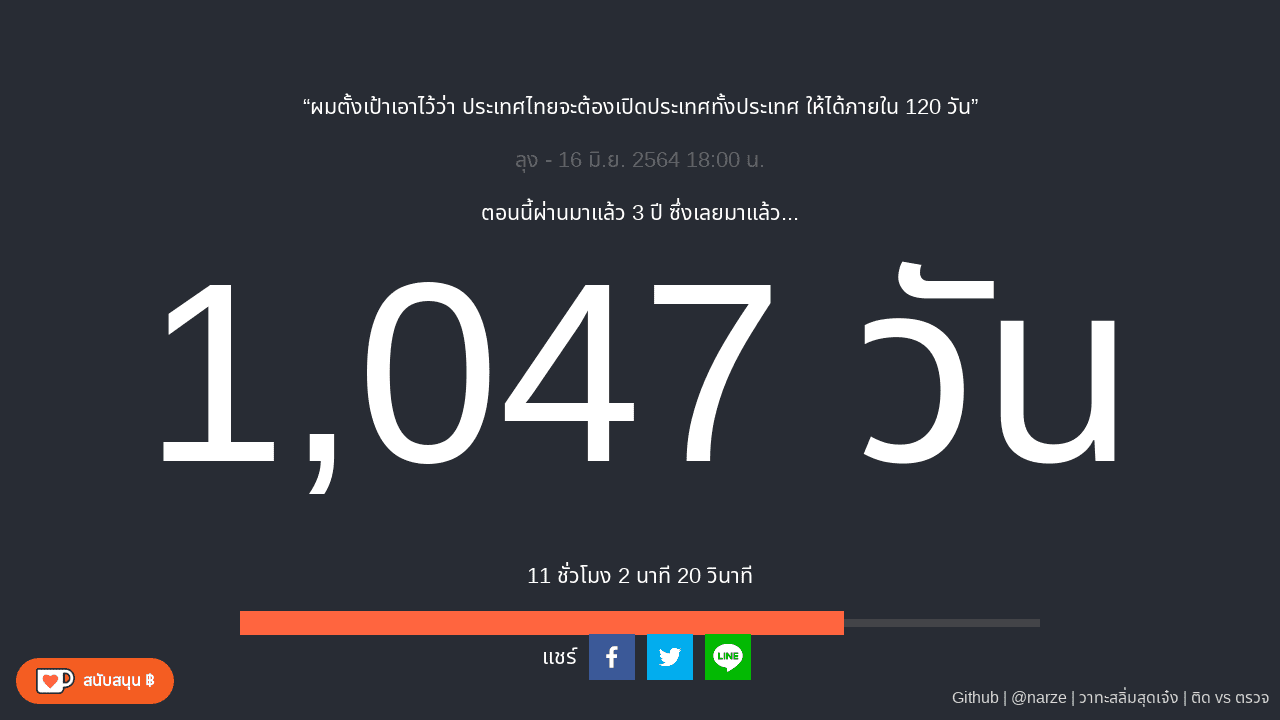 “ผมตั้งเป้าเอาไว้ว่า ประเทศไทยจะต้องเปิดประเทศทั้งประเทศ ให้ได้ภายใน 120 วัน”
ลุง - 16 มิ.ย. 2564 18:00 น.
ตอนนี้ผ่านมาแล้ว 3 ปี ซึ่งเลยมาแล้ว...
1,047 วัน
11 ชั่วโมง 2 นาที 20 วินาที
แชร์
LINE
สนับสนุน ฿
Github | @narze | วาทะสลิ่มสุดเจ๋ง | ติด vs ตรวจ